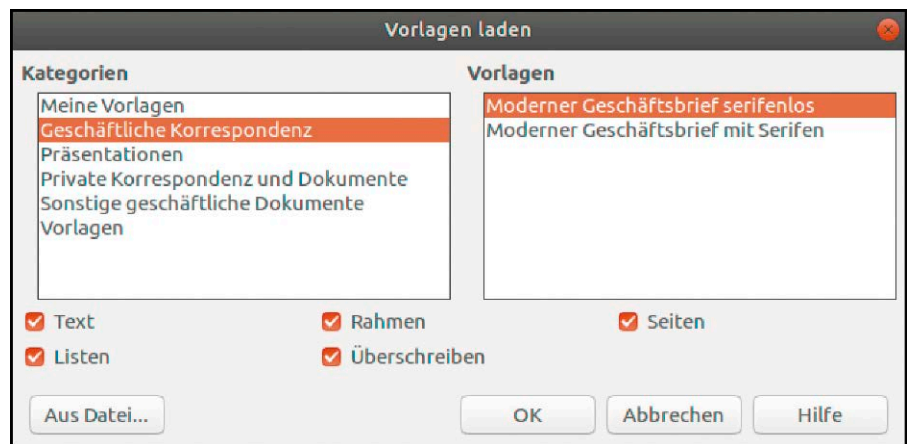 Vorlagen laden
Kategorien
Vorlagen
Meine Vorlagen
Geschäftliche Korrespondenz
Präsentationen
Private Korrespondenz und Dokumente
Sonstige geschäftliche Dokumente
Vorlagen
Moderner Geschäftsbrief serifenlos
Moderner Geschäftsbrief mit Serifen
Text
Rahmen
Seiten
Listen
Überschreiben
Aus Datei...
OK
Abbrechen
Hilfe